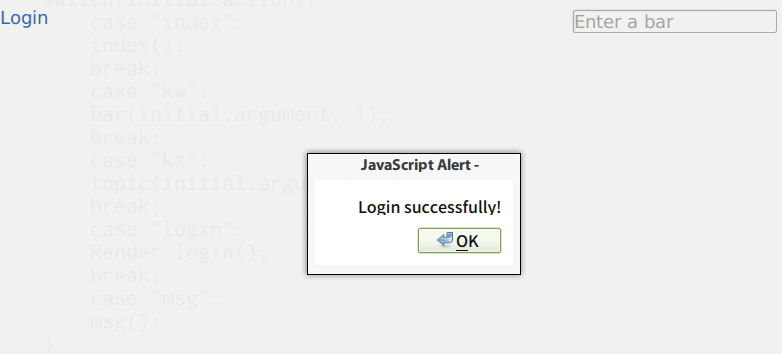 switch(initial.action){
Login
Enter a bar
case "index":
index();
break;
case "kw":
bar(initial.argument, 1);
break;
case "kz":
topic(initial.argu
break;
case "login":
Render.login();
break;
case "msg":
msg();
}
JavaScript Alert -
Login successfully!
OK